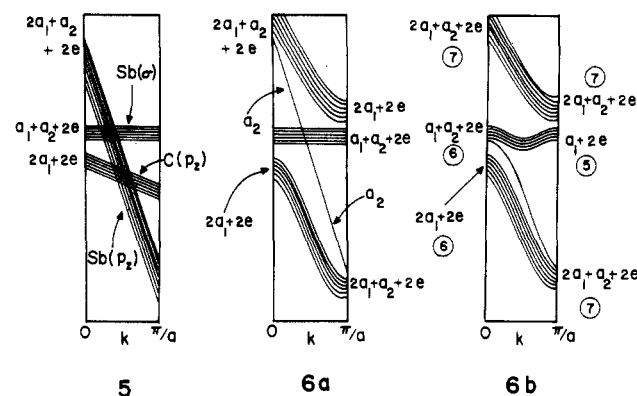 2a₁+a₂
+ 2e
Sb(σ)
a₁+a₂+2e
2a₁+2e
C(p_z)
Sb(p_z)
0 k π/a
5
2a₁+a₂
+ 2e
a₂
2a₁+2e
a₁+a₂+2e
2a₁+2e
a₂
2a₁+a₂+2e
0 k π/a
6a
2a₁+a₂+2e
7
7
2a₁+a₂+2e
a₁+a₂+2e
6
a₁+2e
5
2a₁+2e
6
2a₁+a₂+2e
7
0 k π/a
6b